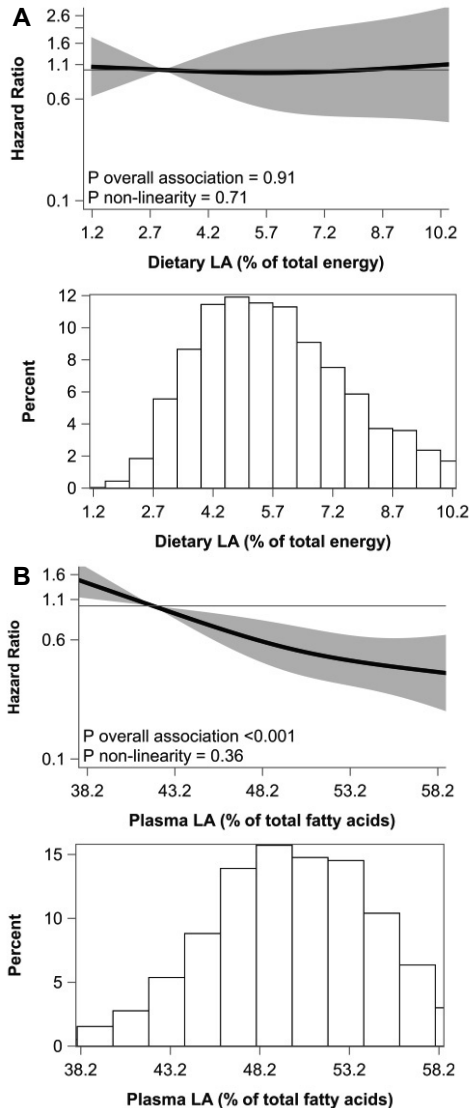 A
Hazard Ratio
2.6
1.6
1.1
0.6
0.1
P overall association = 0.91
P non-linearity = 0.71
1.2 2.7 4.2 5.7 7.2 8.7 10.2
Dietary LA (% of total energy)
Percent
12
10
8
6
4
2
0
1.2 2.7 4.2 5.7 7.2 8.7 10.2
Dietary LA (% of total energy)
B
Hazard Ratio
1.6
1.1
0.6
0.1
P overall association <0.001
P non-linearity = 0.36
38.2 43.2 48.2 53.2 58.2
Plasma LA (% of total fatty acids)
Percent
15
10
5
0
38.2 43.2 48.2 53.2 58.2
Plasma LA (% of total fatty acids)